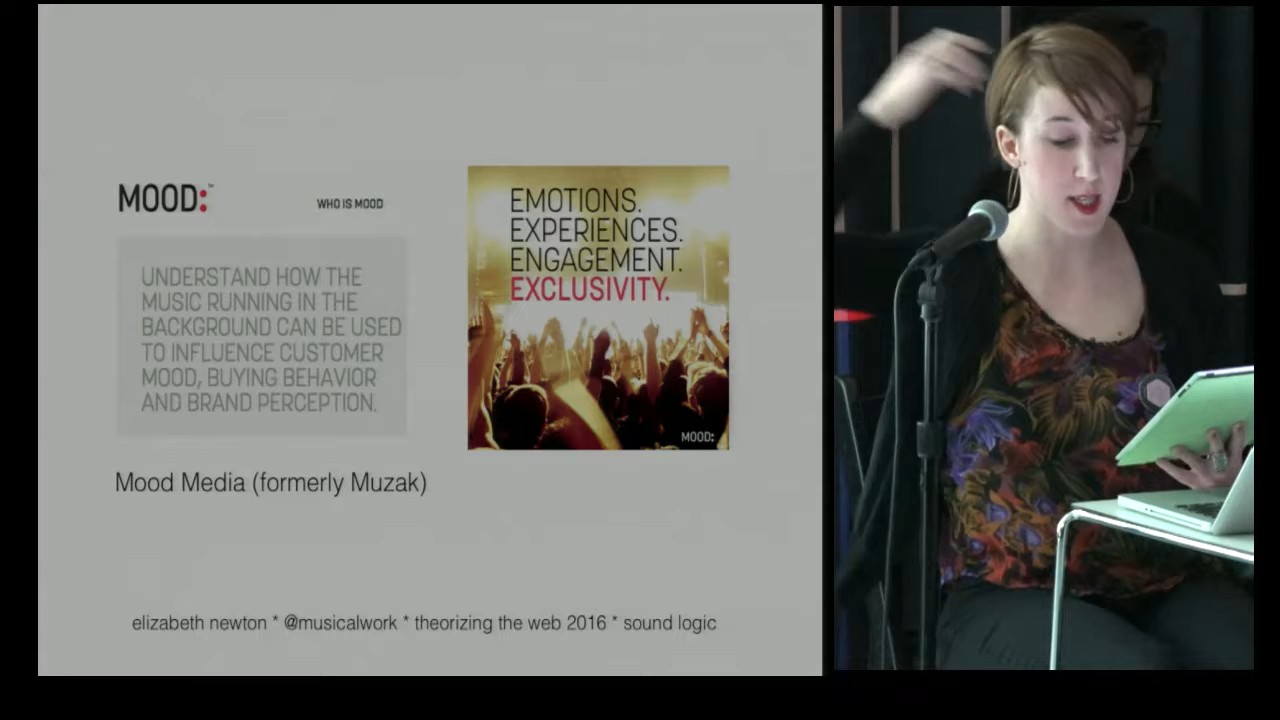 MOOD:™
WHO IS MOOD
UNDERSTAND HOW THE
MUSIC RUNNING IN THE
BACKGROUND CAN BE USED
TO INFLUENCE CUSTOMER
MOOD, BUYING BEHAVIOR
AND BRAND PERCEPTION.
EMOTIONS.
EXPERIENCES.
ENGAGEMENT.
EXCLUSIVITY.
MOOD:
Mood Media (formerly Muzak)
elizabeth newton * @musicalwork * theorizing the web 2016 * sound logic